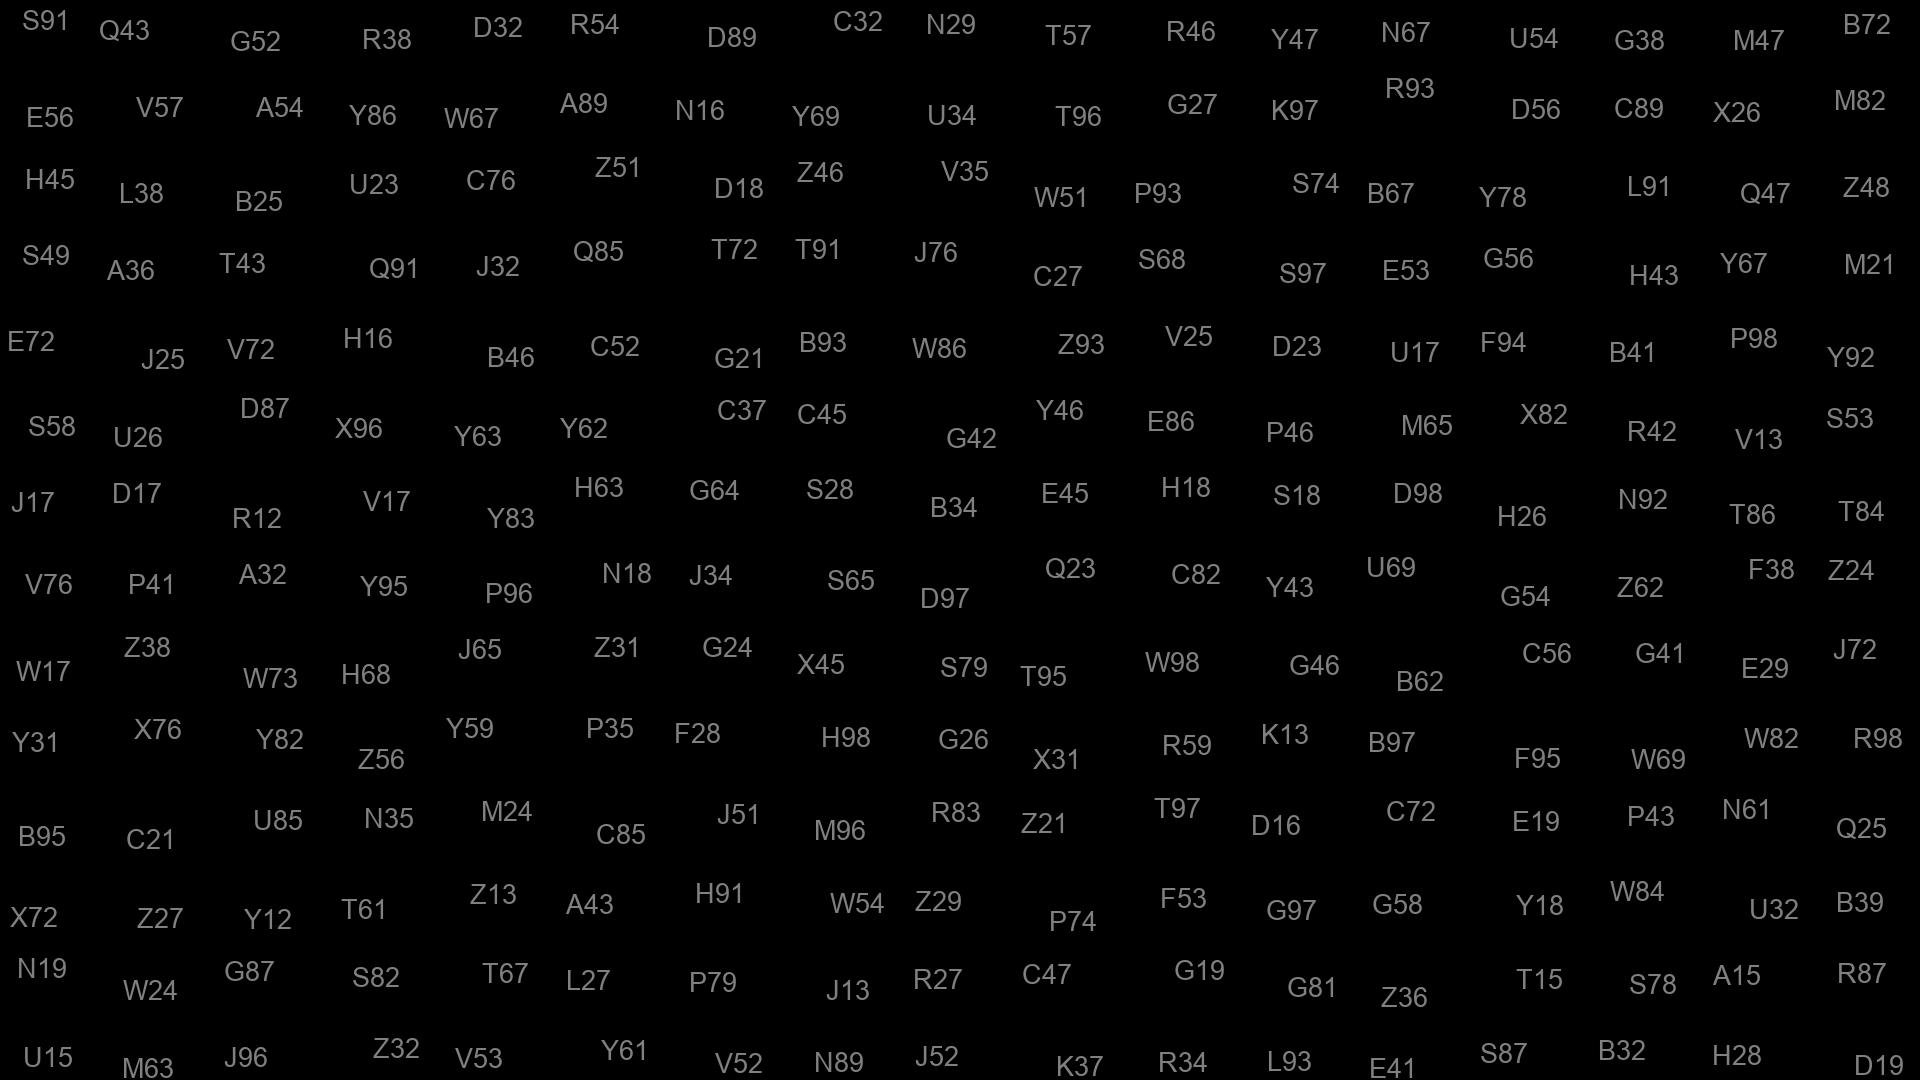 S91 Q43 G52 R38 D32 R54 D89 C32 N29 T57 R46 Y47 N67 U54 G38 M47 B72
E56 V57 A54 Y86 W67 A89 N16 Y69 U34 T96 G27 K97 R93 D56 C89 X26 M82
H45 L38 B25 U23 C76 Z51 D18 Z46 V35 W51 P93 S74 B67 Y78 L91 Q47 Z48
S49 A36 T43 Q91 J32 Q85 T72 T91 J76 C27 S68 S97 E53 G56 H43 Y67 M21
E72 J25 V72 H16 B46 C52 G21 B93 W86 Z93 V25 D23 U17 F94 B41 P98 Y92
S58 U26 D87 X96 Y63 Y62 C37 C45 G42 Y46 E86 P46 M65 X82 R42 V13 S53
J17 D17 R12 V17 Y83 H63 G64 S28 B34 E45 H18 S18 D98 H26 N92 T86 T84
V76 P41 A32 Y95 P96 N18 J34 S65 D97 Q23 C82 Y43 U69 G54 Z62 F38 Z24
W17 Z38 W73 H68 J65 Z31 G24 X45 S79 T95 W98 G46 B62 C56 G41 E29 J72
Y31 X76 Y82 Z56 Y59 P35 F28 H98 G26 X31 R59 K13 B97 F95 W69 W82 R98
B95 C21 U85 N35 M24 C85 J51 M96 R83 Z21 T97 D16 C72 E19 P43 N61 Q25
X72 Z27 Y12 T61 Z13 A43 H91 W54 Z29 P74 F53 G97 G58 Y18 W84 U32 B39
N19 W24 G87 S82 T67 L27 P79 J13 R27 C47 G19 G81 Z36 T15 S78 A15 R87
U15 M63 J96 Z32 V53 Y61 V52 N89 J52 K37 R34 L93 E41 S87 B32 H28 D19